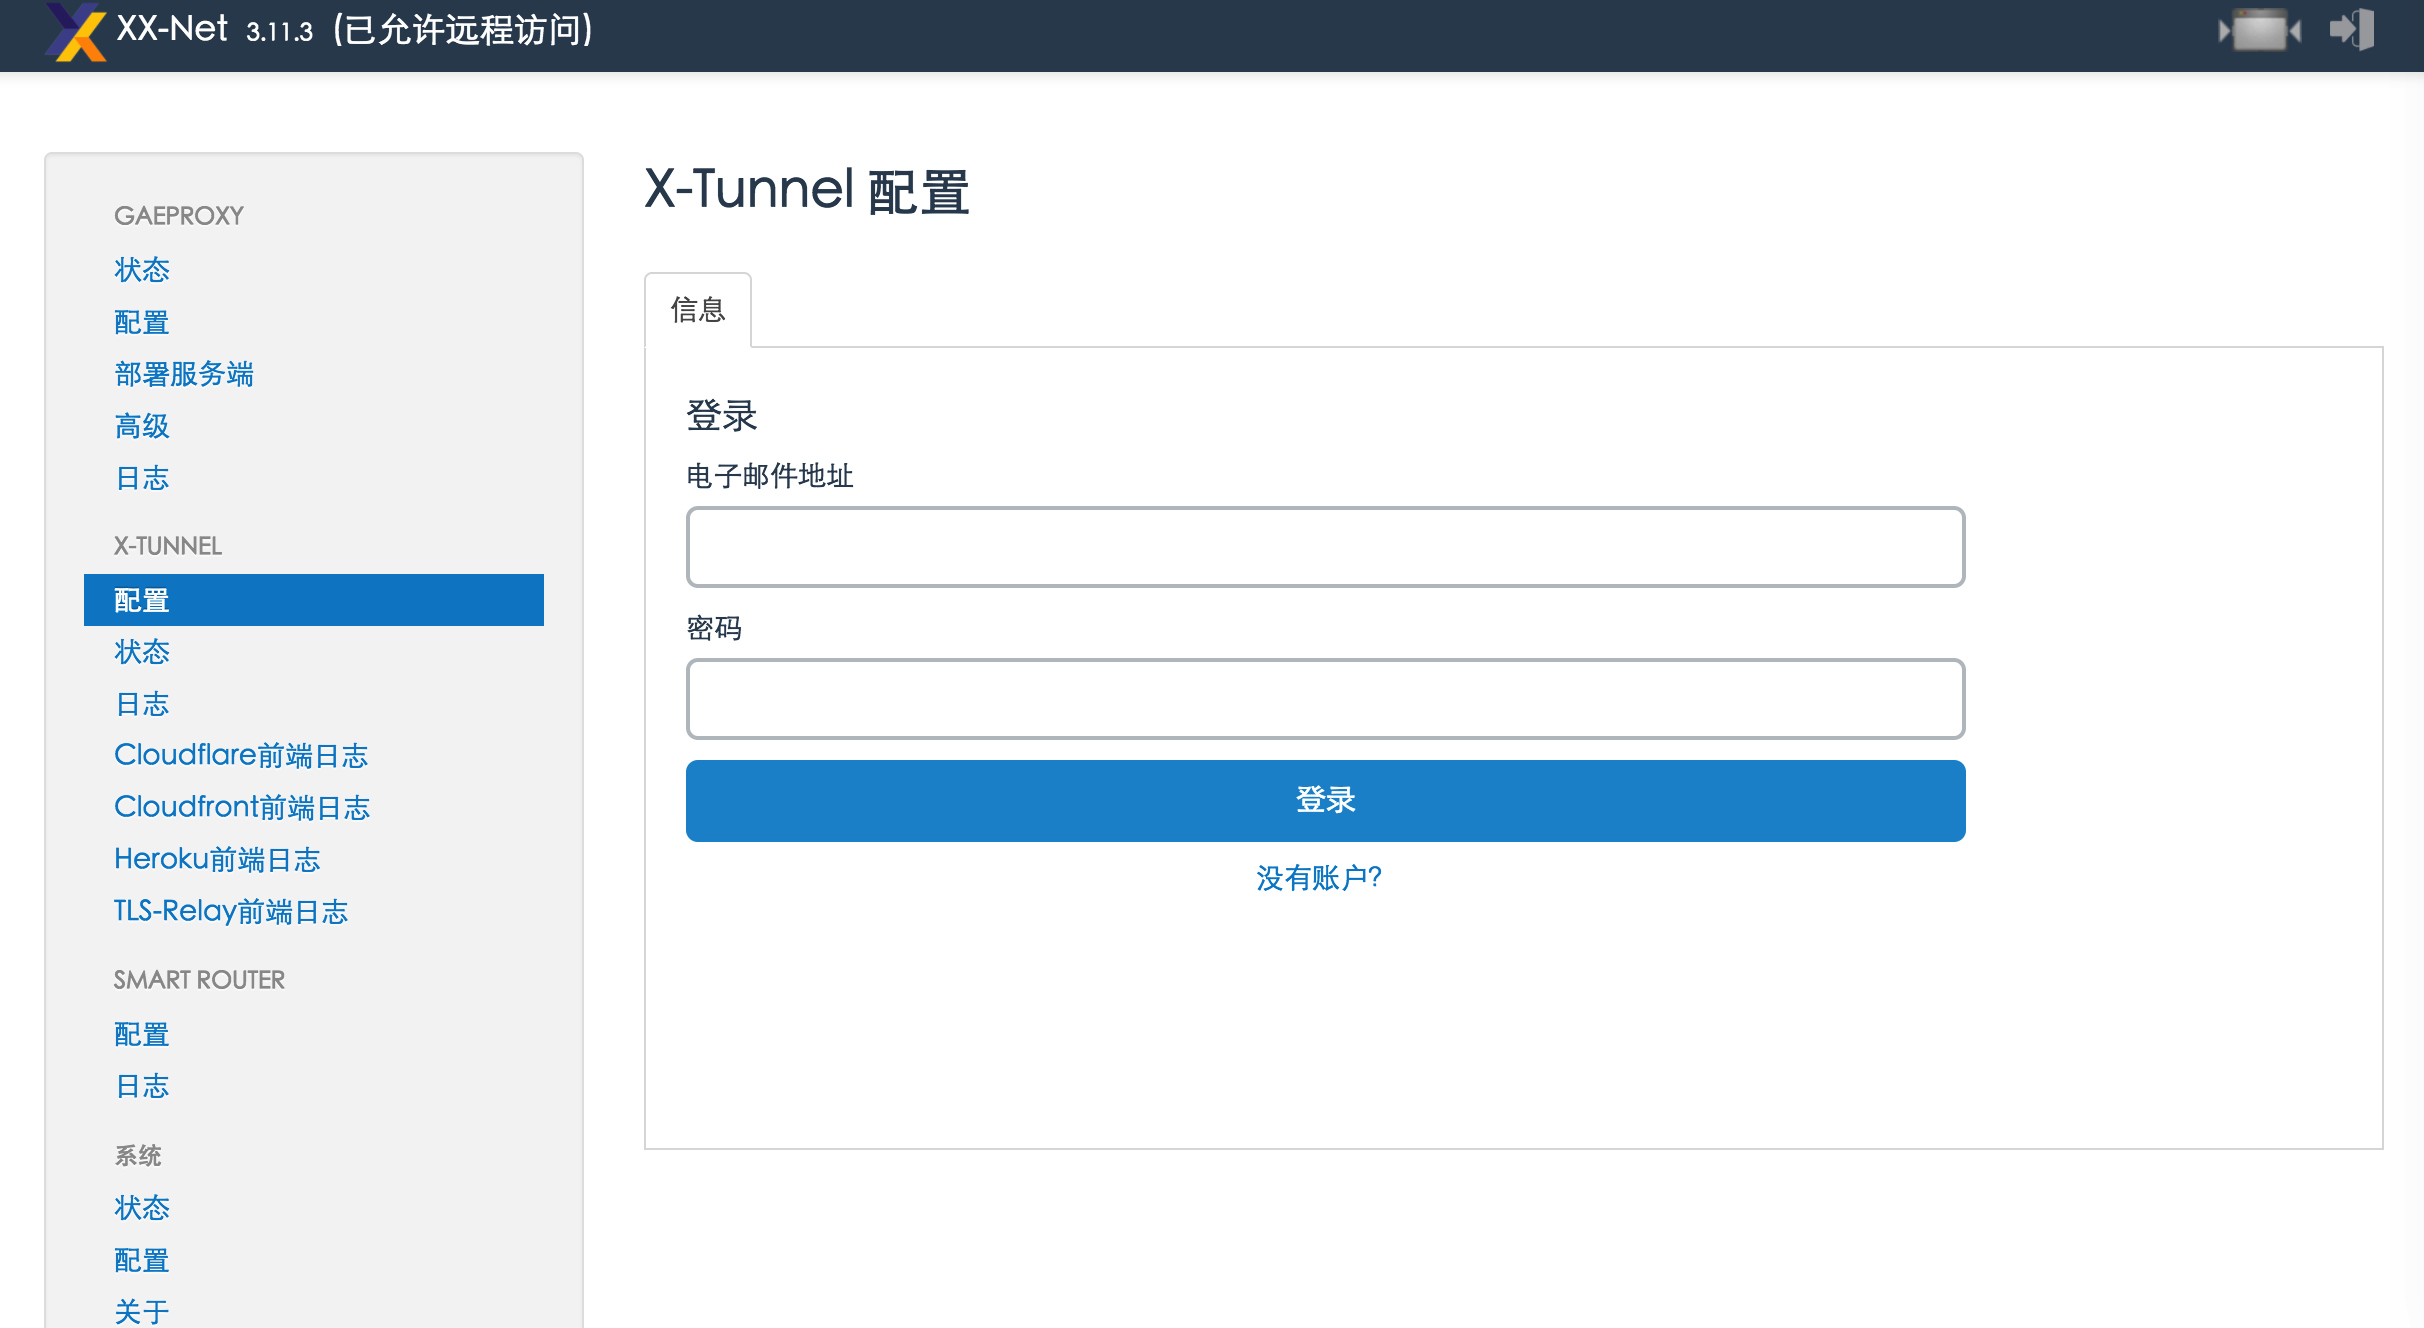 XX-Net 3.11.3 (已允许远程访问)
GAEPROXY
状态
配置
部署服务端
高级
日志
X-TUNNEL
配置
状态
日志
Cloudflare前端日志
Cloudfront前端日志
Heroku前端日志
TLS-Relay前端日志
SMART ROUTER
配置
日志
系统
状态
配置
关于
X-Tunnel 配置
信息
登录
电子邮件地址
密码
登录
没有账户?